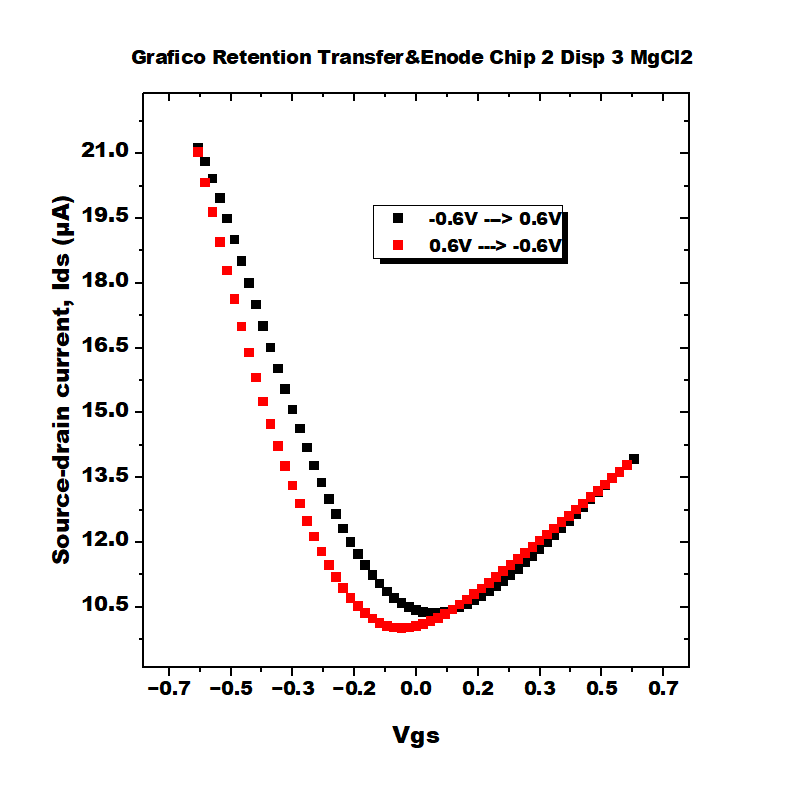 Grafico Retention Transfer&Enode Chip 2 Disp 3 MgCl2
Source-drain current, Ids (µA)
21.0
19.5
18.0
16.5
15.0
13.5
12.0
10.5
-0.6V ---> 0.6V
0.6V ---> -0.6V
−0.7 −0.5 −0.3 −0.2 0.0 0.2 0.3 0.5 0.7
Vgs